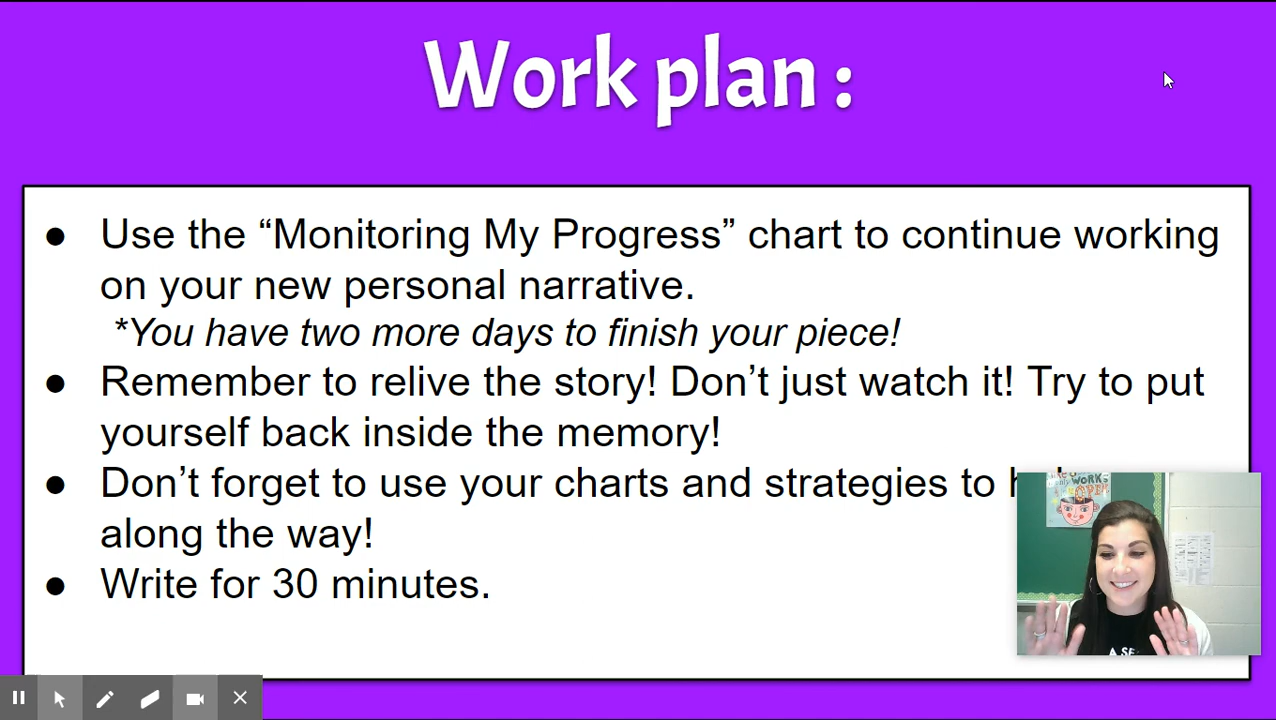 Work plan :
● Use the “Monitoring My Progress” chart to continue working
on your new personal narrative.
*You have two more days to finish your piece!
● Remember to relive the story! Don’t just watch it! Try to put
yourself back inside the memory!
● Don’t forget to use your charts and strategies to
along the way!
● Write for 30 minutes.
WORKS
OPEN
A SE